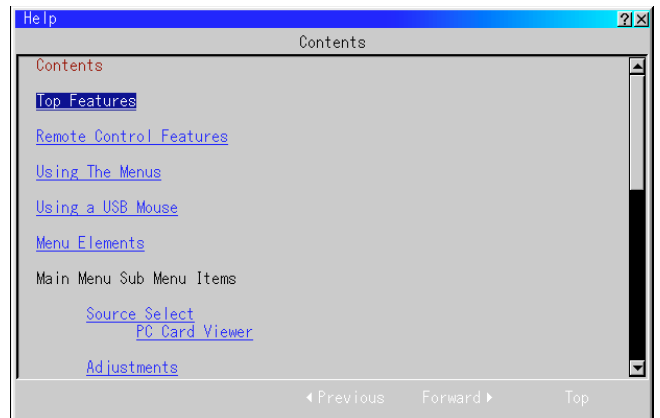 Help
Contents
Contents
Top Features
Remote Control Features
Using The Menus
Using a USB Mouse
Menu Elements
Main Menu Sub Menu Items
Source Select
PC Card Viewer
Adjustments
Previous Forward Top